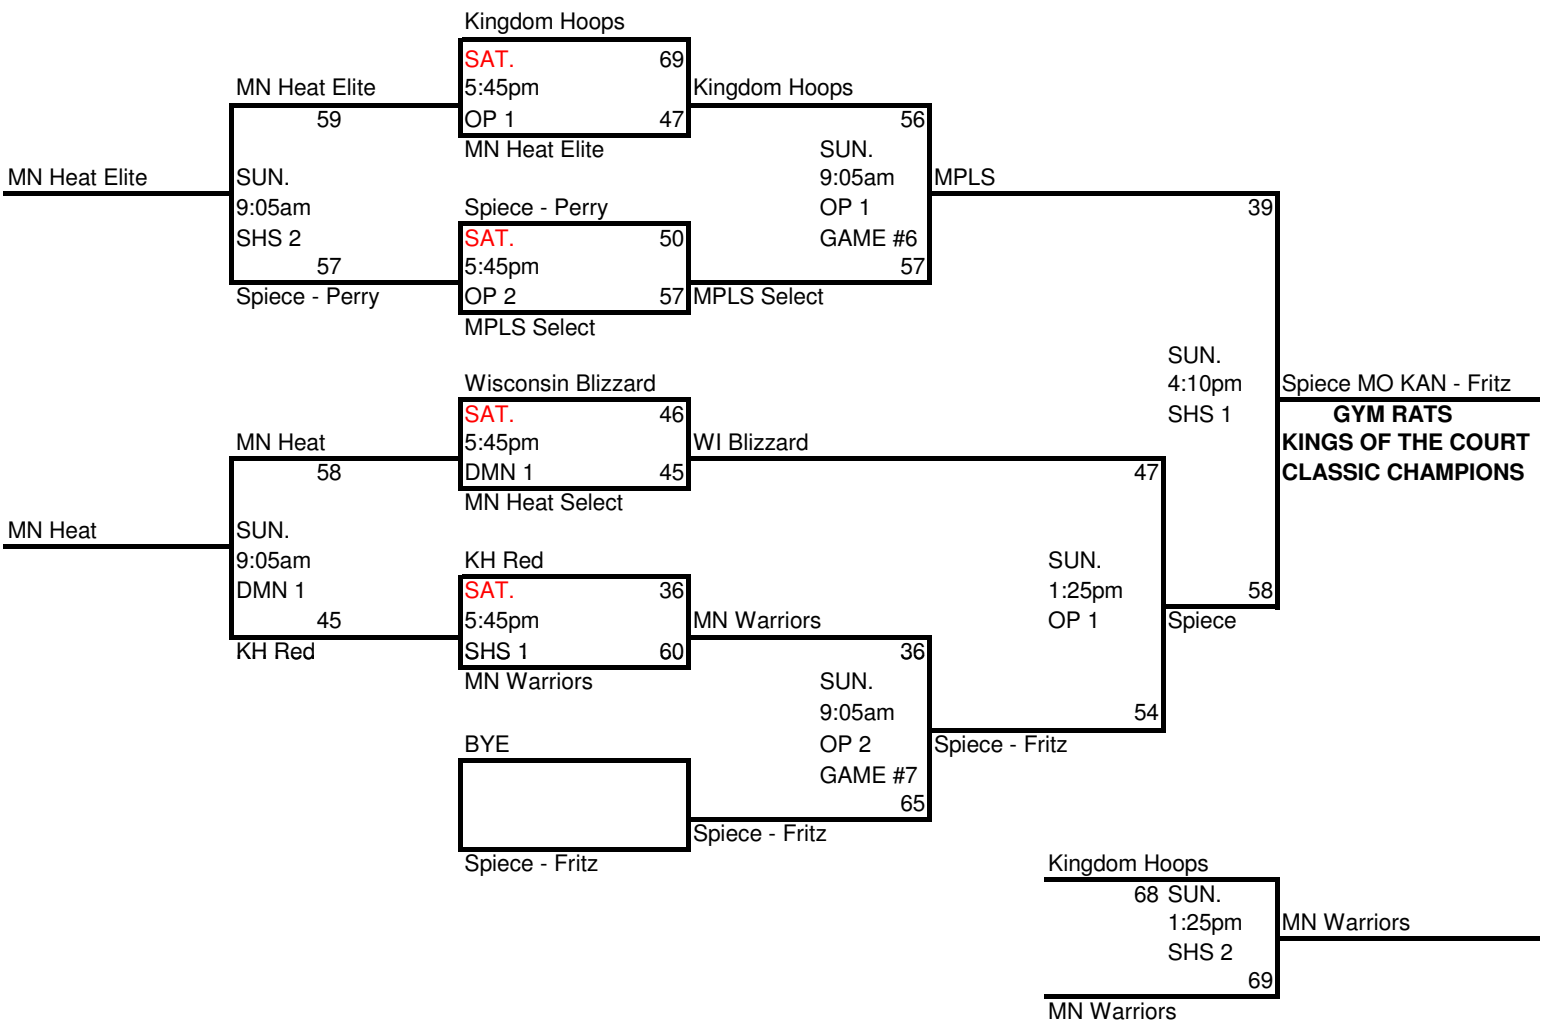 Kingdom Hoops
SAT. 69
MN Heat Elite 5:45pm Kingdom Hoops
59 OP 1 47 56
MN Heat Elite SUN.
MN Heat Elite SUN. 9:05am MPLS
9:05am Spiece - Perry OP 1 39
SHS 2 SAT. 50 GAME #6
57 5:45pm 57
Spiece - Perry OP 2 57 MPLS Select
MPLS Select
SUN.
Wisconsin Blizzard 4:10pm Spiece MO KAN - Fritz
SAT. 46 SHS 1 GYM RATS
MN Heat 5:45pm WI Blizzard KINGS OF THE COURT
58 DMN 1 45 47 CLASSIC CHAMPIONS
MN Heat Select
MN Heat SUN.
9:05am KH Red SUN.
DMN 1 SAT. 36 1:25pm 58
45 5:45pm MN Warriors OP 1 Spiece
KH Red SHS 1 60 36
MN Warriors SUN.
9:05am 54
BYE OP 2 Spiece - Fritz
GAME #7
65
Spiece - Fritz
Spiece - Fritz Kingdom Hoops
68 SUN.
1:25pm MN Warriors
SHS 2
69
MN Warriors